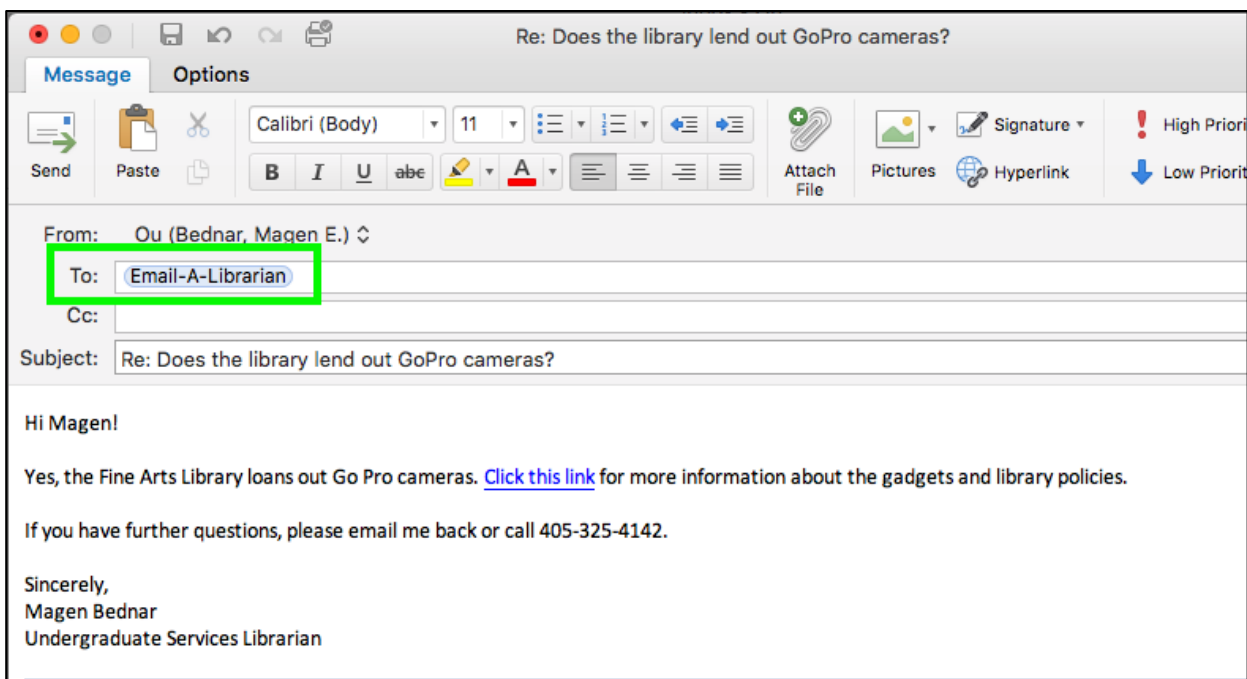 Re: Does the library lend out GoPro cameras?
Message Options
Calibri (Body) 11
Signature High Priori
Send Paste B I U abc A Attach File Pictures Hyperlink Low Priorit
From: Ou (Bednar, Magen E.)
To: Email-A-Librarian
Cc:
Subject: Re: Does the library lend out GoPro cameras?
Hi Magen!
Yes, the Fine Arts Library loans out Go Pro cameras. Click this link for more information about the gadgets and library policies.
If you have further questions, please email me back or call 405-325-4142.
Sincerely,
Magen Bednar
Undergraduate Services Librarian